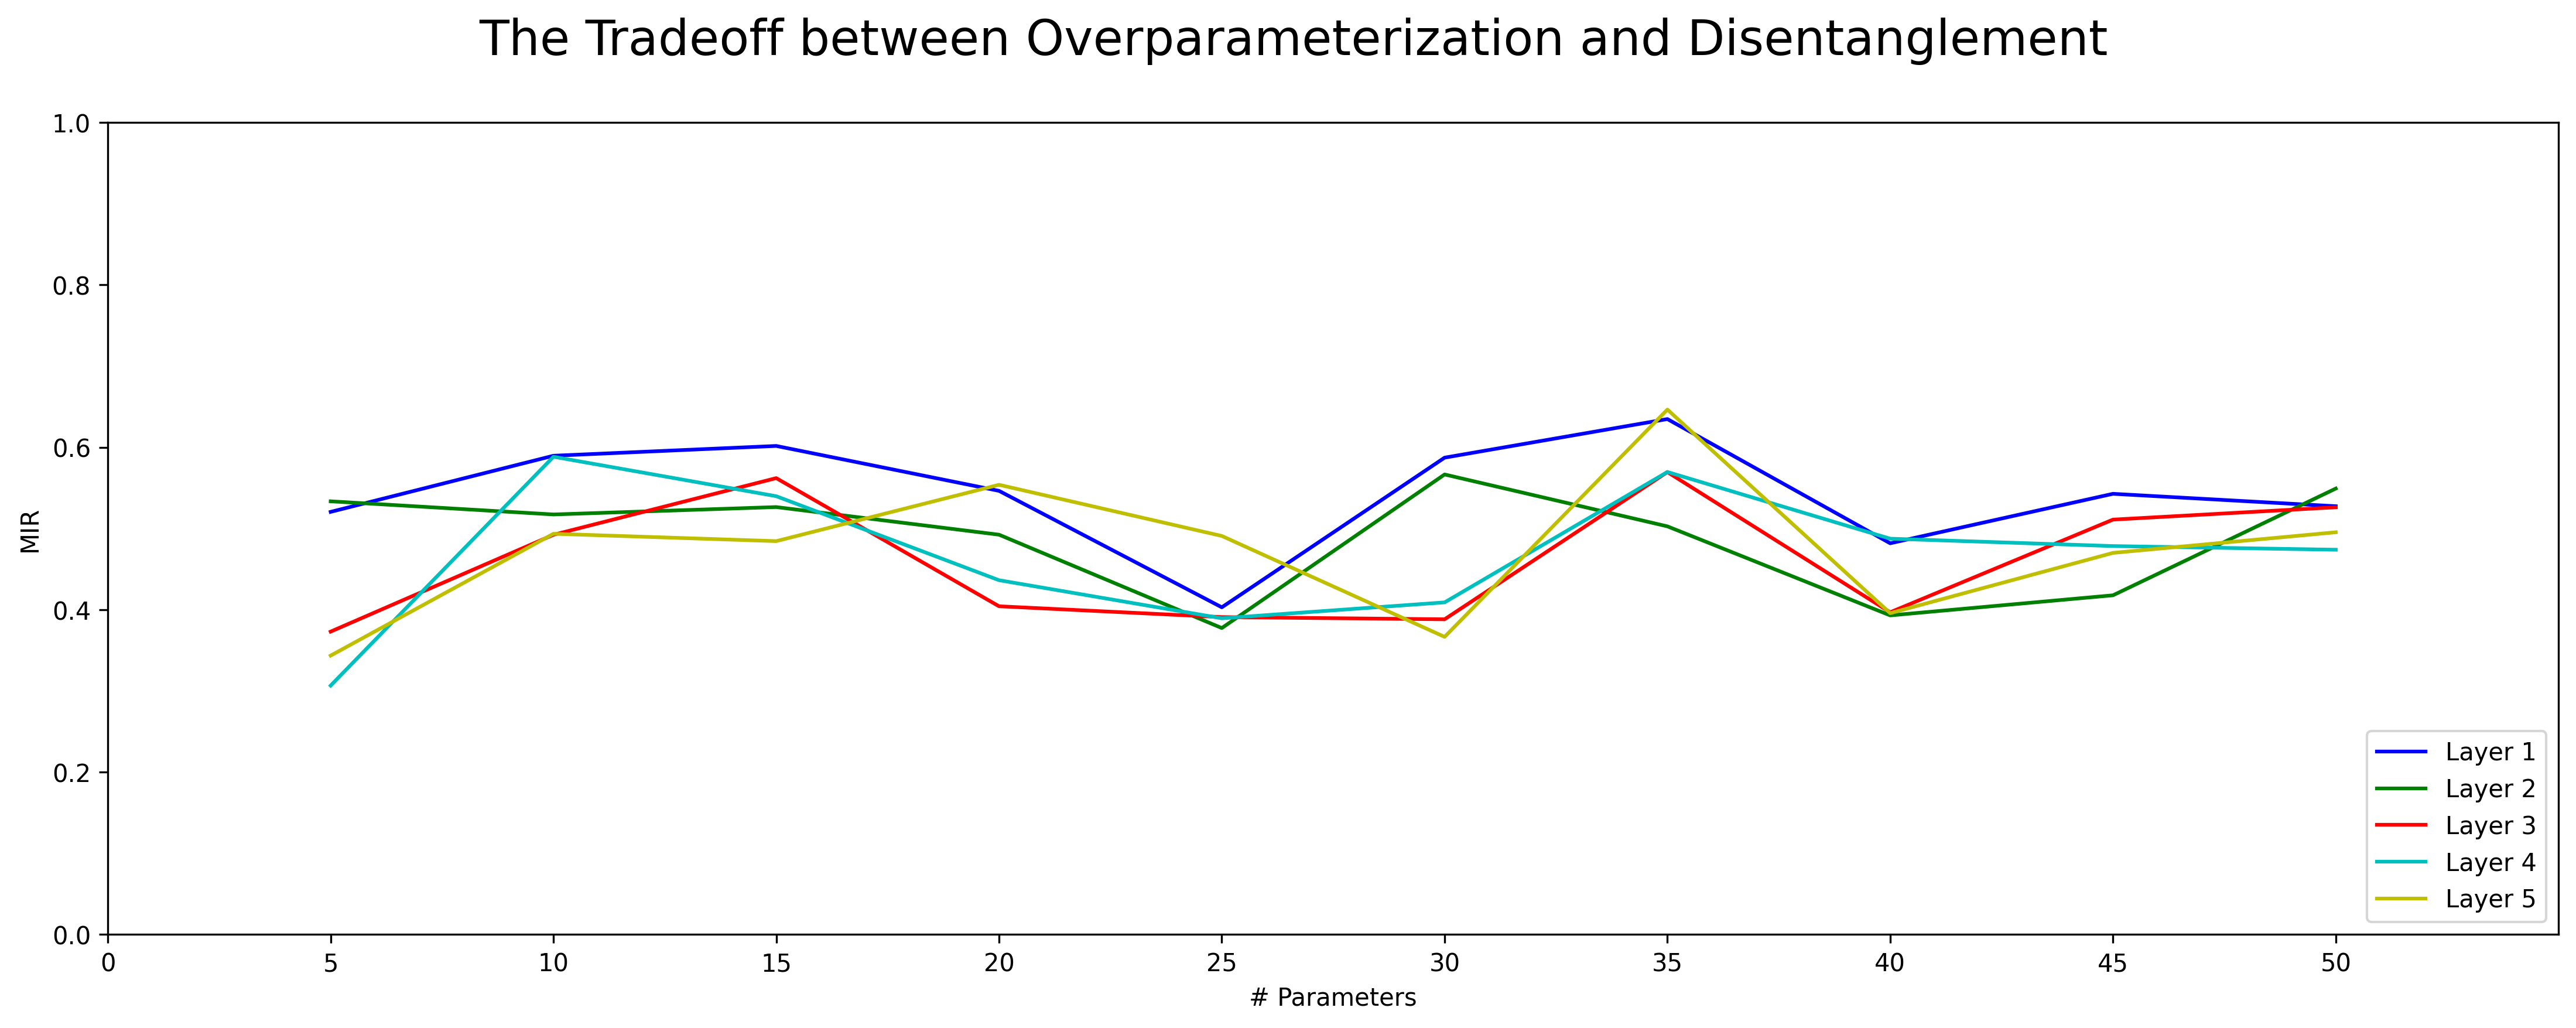 The Tradeoff between Overparameterization and Disentanglement
1.0
0.8
0.6
0.4
0.2
0.0
MIR
0 5 10 15 20 25 30 35 40 45 50
# Parameters
Layer 1
Layer 2
Layer 3
Layer 4
Layer 5